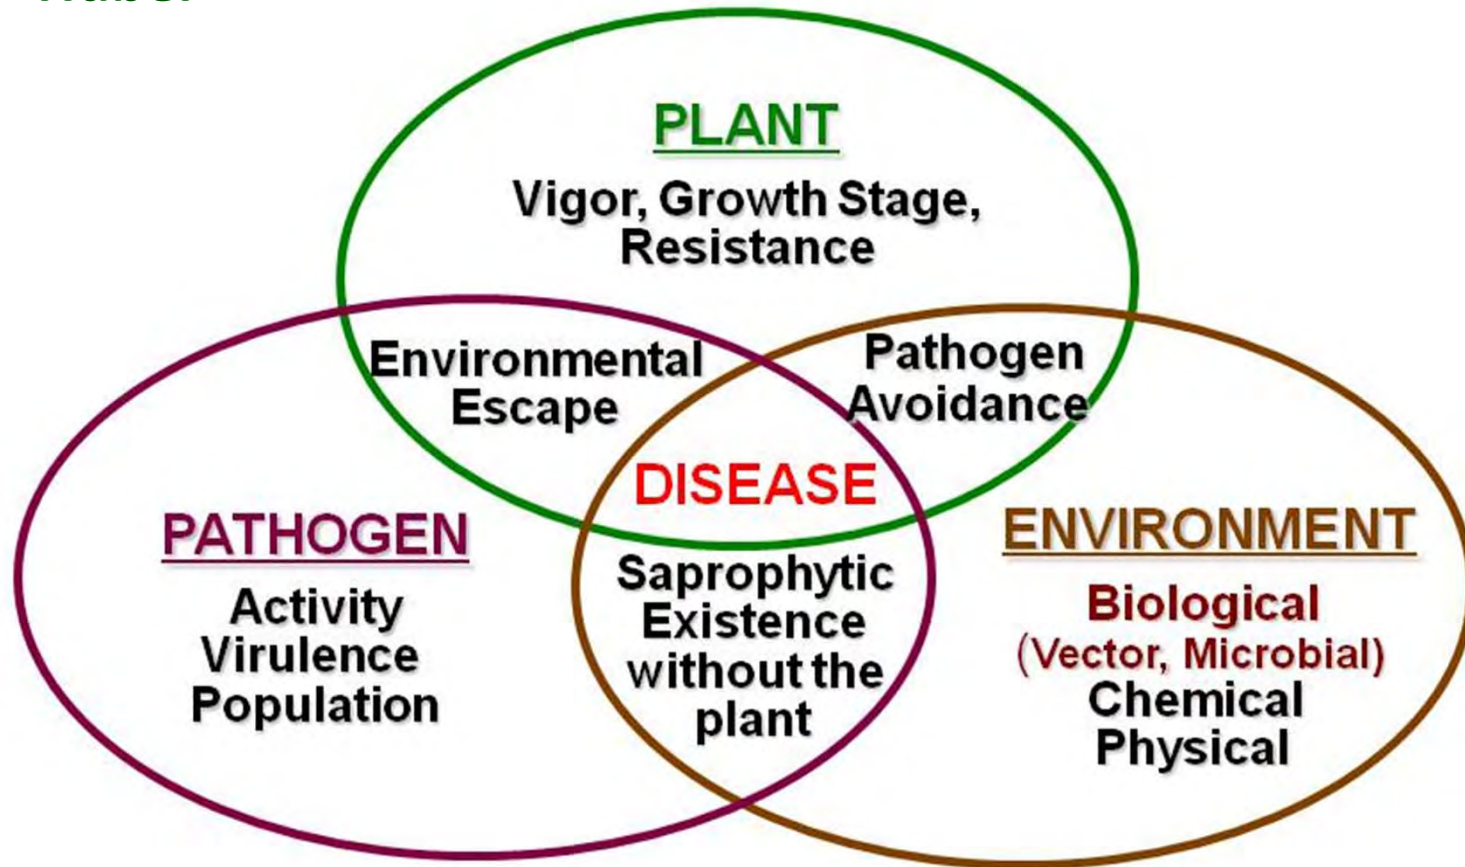 PLANT
Vigor, Growth Stage,
Resistance
Environmental
Escape
Pathogen
Avoidance
DISEASE
PATHOGEN
Activity
Virulence
Population
Saprophytic
Existence
without the
plant
ENVIRONMENT
Biological
(Vector, Microbial)
Chemical
Physical